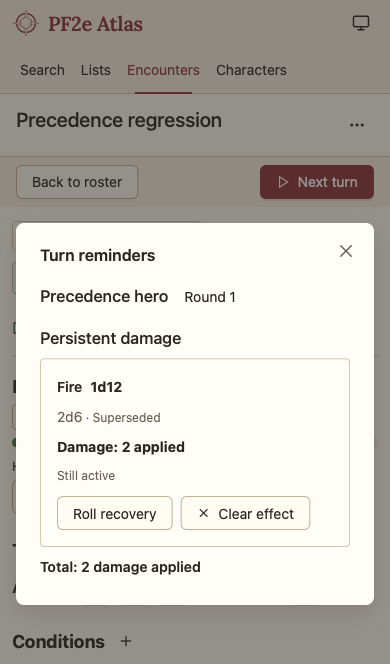 PF2e Atlas
Search Lists Encounters Characters
Precedence regression
Back to roster
Next turn
Turn reminders
Precedence hero Round 1
Persistent damage
Fire 1d12
2d6 · Superseded
Damage: 2 applied
Still active
Roll recovery
Clear effect
Total: 2 damage applied
Conditions